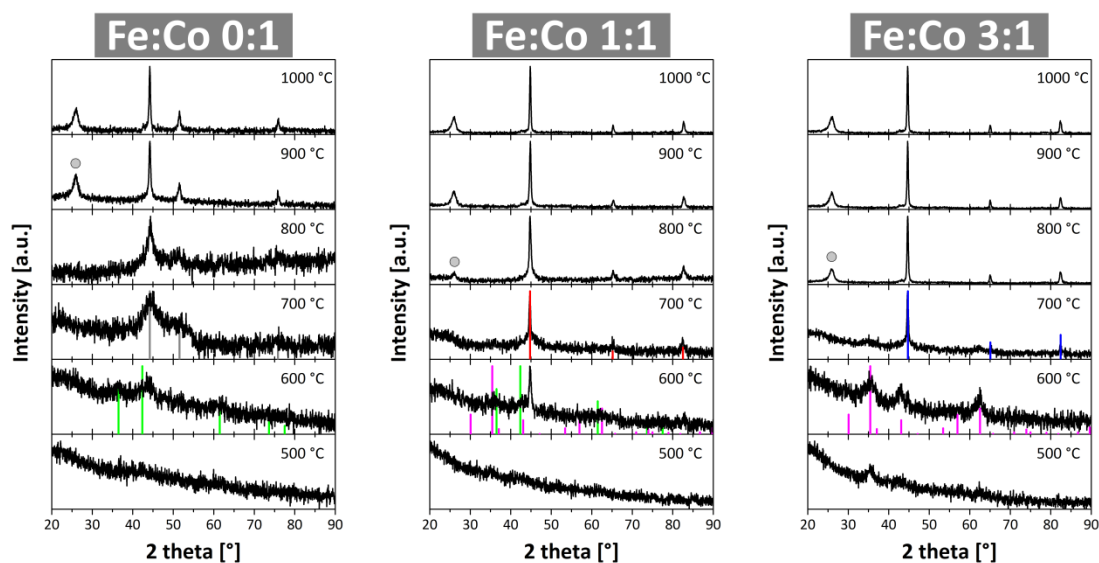 Fe:Co 0:1
1000 °C
900 °C
800 °C
700 °C
600 °C
500 °C
Intensity [a.u.]
20 30 40 50 60 70 80 90
2 theta [°]
Fe:Co 1:1
1000 °C
900 °C
800 °C
700 °C
600 °C
500 °C
Intensity [a.u.]
20 30 40 50 60 70 80 90
2 theta [°]
Fe:Co 3:1
1000 °C
900 °C
800 °C
700 °C
600 °C
500 °C
Intensity [a.u.]
20 30 40 50 60 70 80 90
2 theta [°]